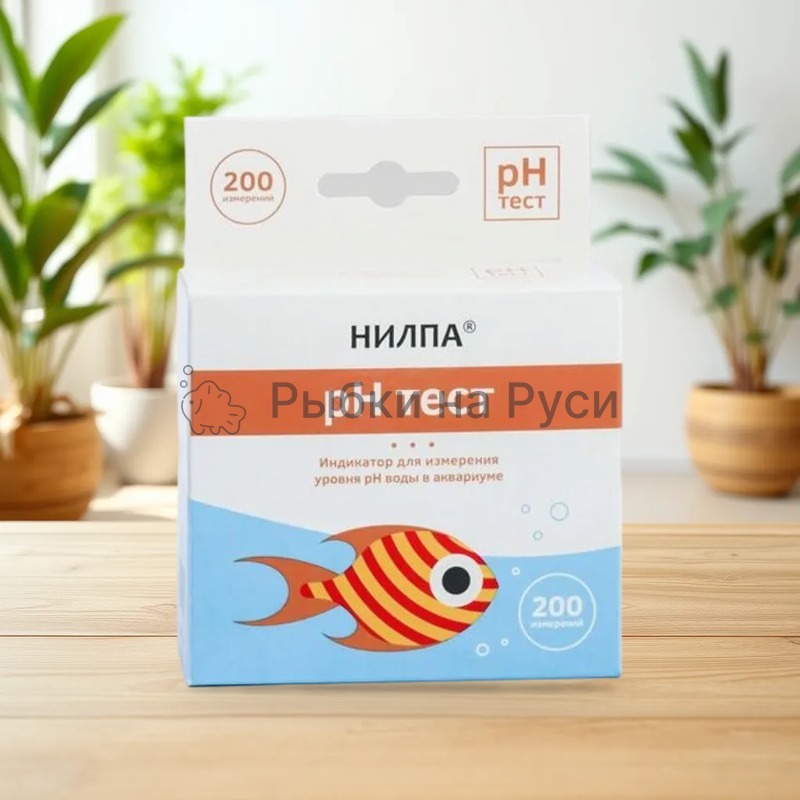 200
измерений
pH
тест
НИЛПА®
pH тест
Рыбки на Руси
Индикатор для измерения
уровня pH воды в аквариуме
200
измерений